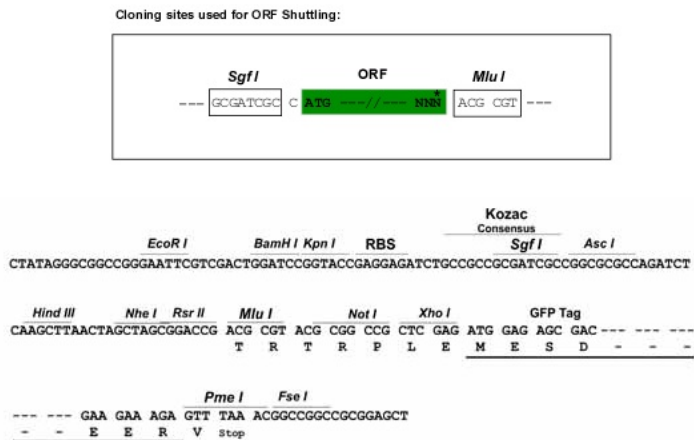 Cloning sites used for ORF Shuttling:
Sgf I ORF Mlu I
--- GCGATCGC C ATG ---//--- NNN* ACG CGT ---
Kozac
Consensus
EcoR I BamH I Kpn I RBS Sgf I Asc I
CTATAGGGCGGCCGGGAATTCGTCGACTGGATCCGGTACCGAGGAGATCTGCCGCCGCGATCGCCGGCGCGCCAGATCT
Hind III Nhe I Rsr II Mlu I Not I Xho I GFP Tag
CAAGCTTAACTAGCTAGCGGACCG ACG CGT ACG CGG CCG CTC GAG ATG GAG AGC GAC --- --- ---
T R T R P L E M E S D - - -
Pme I Fse I
--- --- GAA GAA AGA GTT TAA ACGGCCGGCCGCGGAGCT
- - E E R V Stop